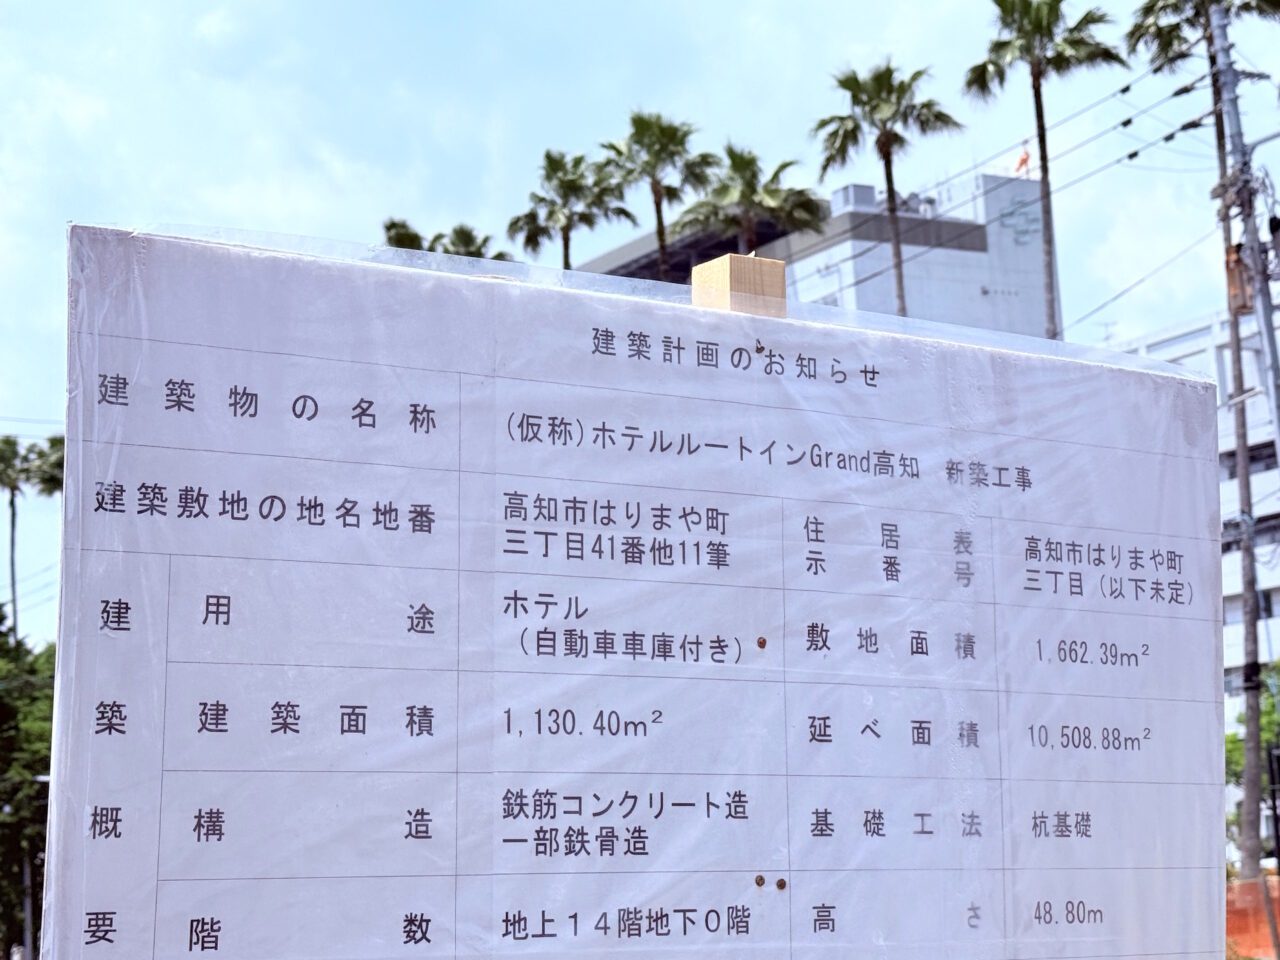 建築計画のお知らせ
建築物の名称
(仮称)ホテルルートインGrand高知 新築工事
建築敷地の地名地番
高知市はりまや町
三丁目41番他11筆
住居表
示番号
高知市はりまや町
三丁目（以下未定）
建築概要
用途
ホテル
（自動車車庫付き）
敷地面積
1,662.39m²
建築面積
1,130.40m²
延べ面積
10,508.88m²
構造
鉄筋コンクリート造
一部鉄骨造
基礎工法
杭基礎
階数
地上１４階地下０階
高さ
48.80m